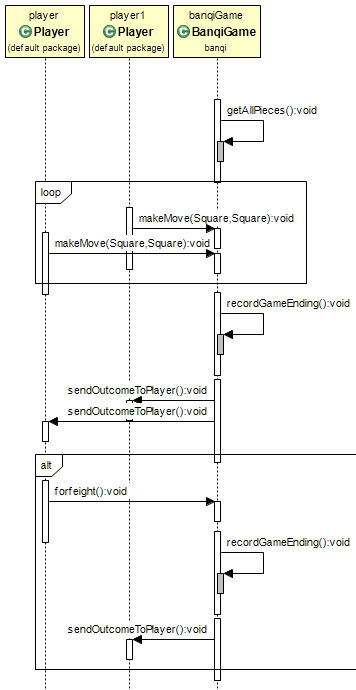 player player1 banqiGame
Player Player BanqiGame
(default package) (default package) banqi
getAllPieces():void
loop
makeMove(Square,Square):void
makeMove(Square,Square):void
recordGameEnding():void
sendOutcomeToPlayer():void
sendOutcomeToPlayer():void
alt
forfeight():void
recordGameEnding():void
sendOutcomeToPlayer():void